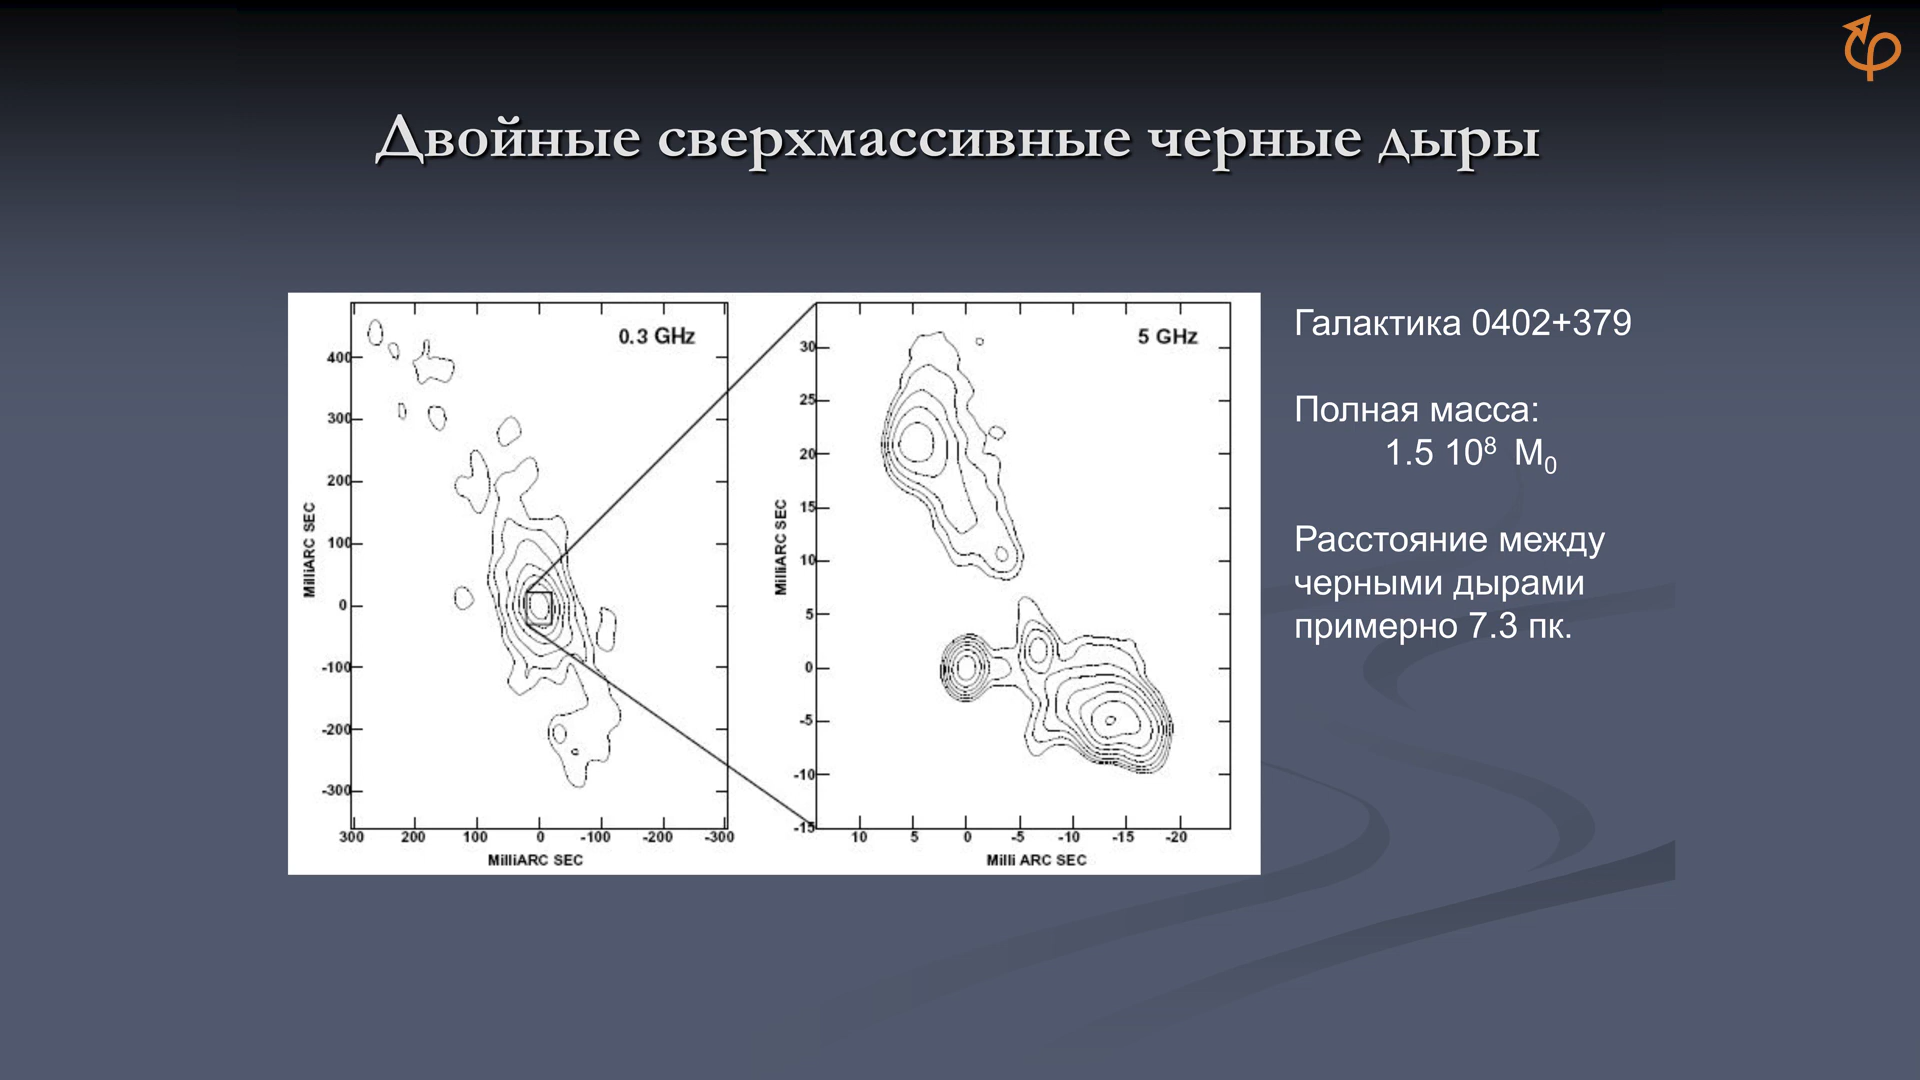 Двойные сверхмассивные черные дыры
0.3 GHz
400
300
200
100
0
-100
-200
-300
MilliARC SEC
300 200 100 0 -100 -200 -300
MilliARC SEC
5 GHz
30
25
20
15
10
5
0
-5
-10
-15
MilliARC SEC
10 5 0 -5 -10 -15 -20
Milli ARC SEC
Галактика 0402+379
Полная масса:
1.5 10⁸ M₀
Расстояние между
черными дырами
примерно 7.3 пк.